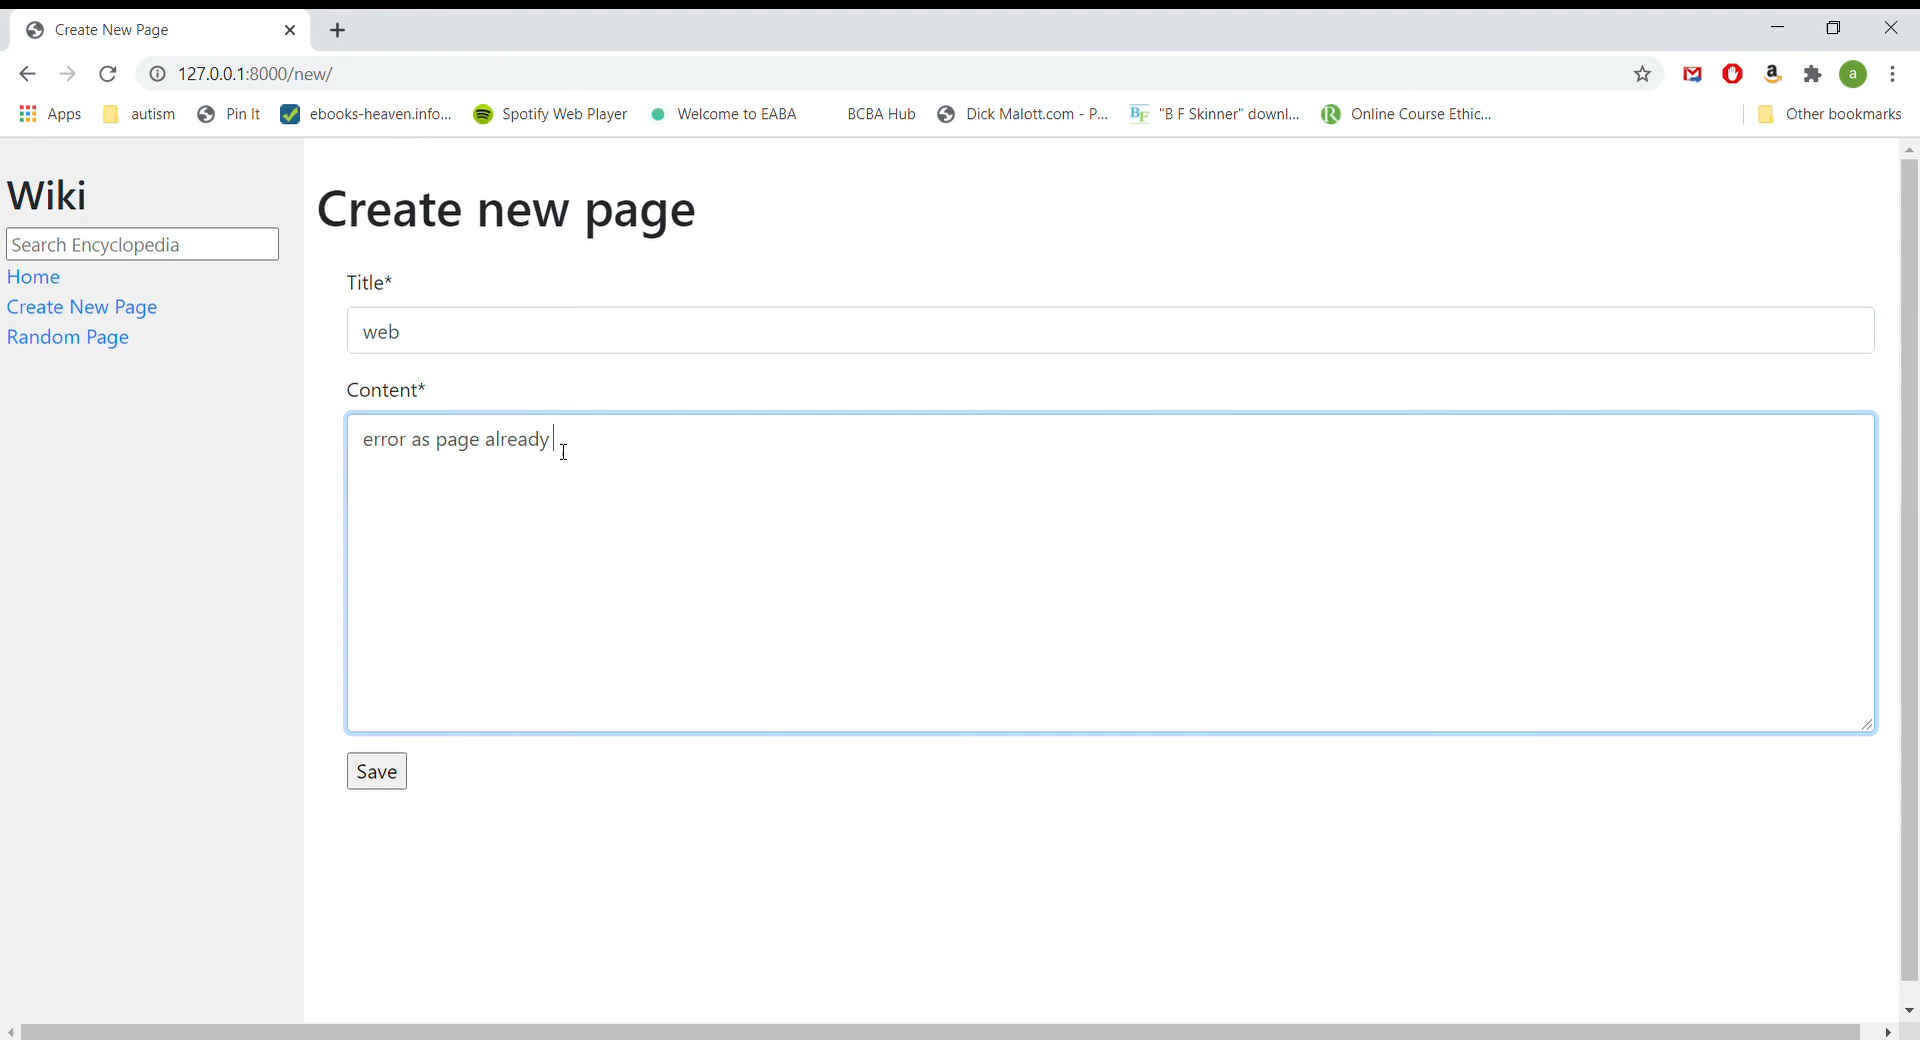 Create New Page
127.0.0.1:8000/new/
a
a
Apps
autism
Pin It
ebooks-heaven.info...
Spotify Web Player
Welcome to EABA
BCBA Hub
Dick Malott.com - P...
BF
"B F Skinner" downl...
R
Online Course Ethic...
Other bookmarks
Wiki
Search Encyclopedia
Home
Create New Page
Random Page
Create new page
Title*
web
Content*
error as page already
Save